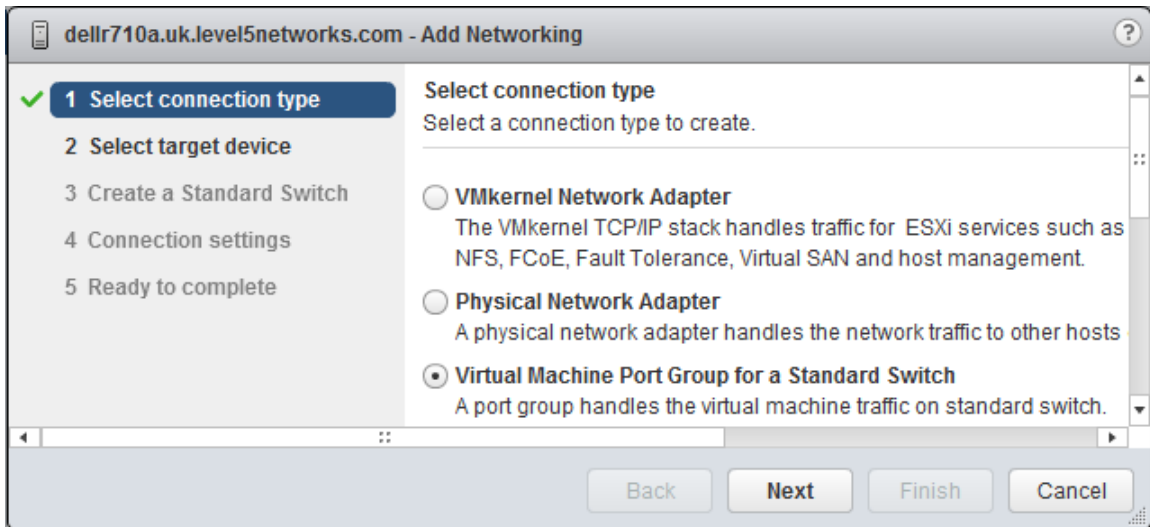 dellr710a.uk.level5networks.com - Add Networking
?
1 Select connection type
2 Select target device
3 Create a Standard Switch
4 Connection settings
5 Ready to complete
Select connection type
Select a connection type to create.
VMkernel Network Adapter
The VMkernel TCP/IP stack handles traffic for ESXi services such as
NFS, FCoE, Fault Tolerance, Virtual SAN and host management.
Physical Network Adapter
A physical network adapter handles the network traffic to other hosts
Virtual Machine Port Group for a Standard Switch
A port group handles the virtual machine traffic on standard switch.
Back
Next
Finish
Cancel